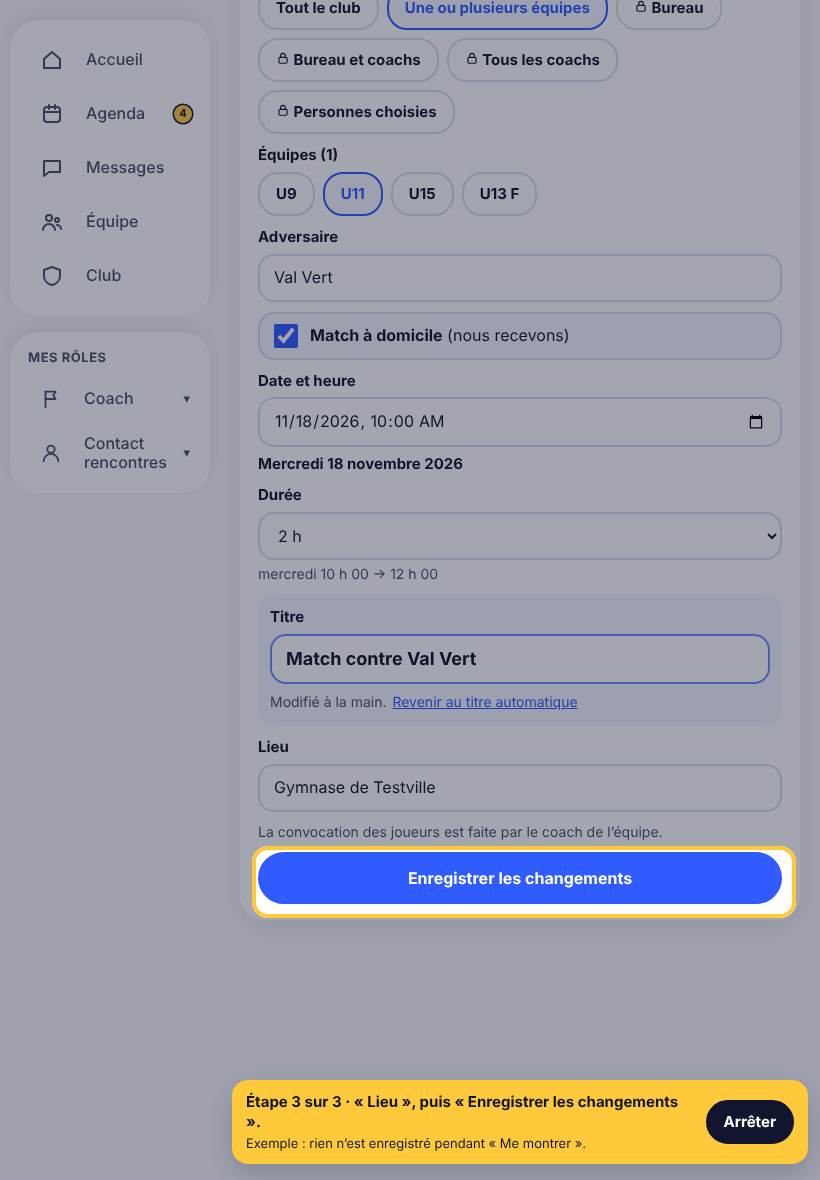 Tout le club
Une ou plusieurs équipes
Bureau
Bureau et coachs
Tous les coachs
Personnes choisies
Accueil
Agenda
4
Messages
Équipe
Club
MES RÔLES
Coach
Contact
rencontres
Équipes (1)
U9
U11
U15
U13 F
Adversaire
Val Vert
Match à domicile (nous recevons)
Date et heure
11/18/2026, 10:00 AM
Mercredi 18 novembre 2026
Durée
2 h
mercredi 10 h 00 → 12 h 00
Titre
Match contre Val Vert
Modifié à la main. Revenir au titre automatique
Lieu
Gymnase de Testville
La convocation des joueurs est faite par le coach de l’équipe.
Enregistrer les changements
Étape 3 sur 3 · « Lieu », puis « Enregistrer les changements
».
Exemple : rien n’est enregistré pendant « Me montrer ».
Arrêter